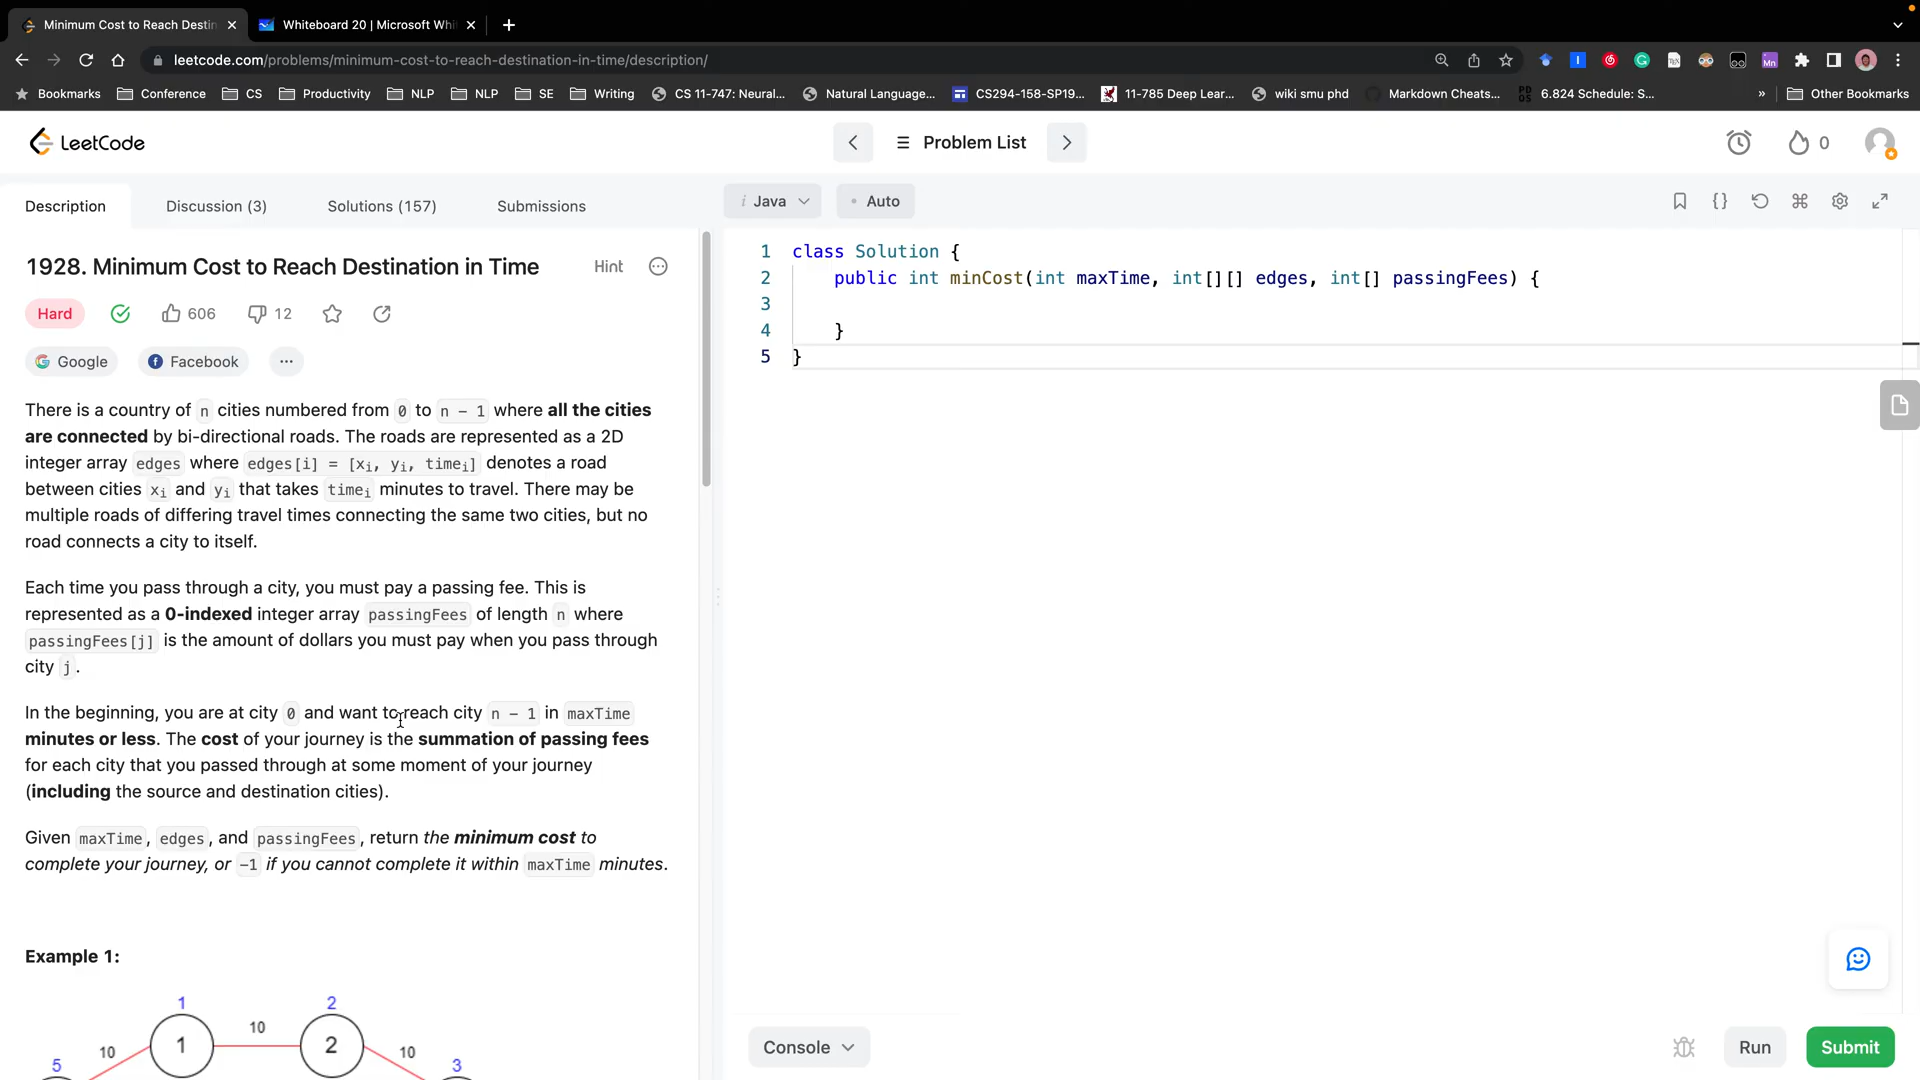 Minimum Cost to Reach Destin
Whiteboard 20 | Microsoft Whi
leetcode.com/problems/minimum-cost-to-reach-destination-in-time/description/
Bookmarks
Conference
CS
Productivity
NLP
NLP
SE
Writing
CS 11-747: Neural...
Natural Language...
CS294-158-SP19...
11-785 Deep Lear...
wiki smu phd
Markdown Cheats...
6.824 Schedule: S...
»
Other Bookmarks
LeetCode
Problem List
0
Description
Discussion (3)
Solutions (157)
Submissions
i Java
• Auto
1928. Minimum Cost to Reach Destination in Time
Hint
Hard
606
12
Google
Facebook
There is a country of n cities numbered from 0 to n - 1 where all the cities
are connected by bi-directional roads. The roads are represented as a 2D
integer array edges where edges[i] = [xi, yi, timei] denotes a road
between cities xi and yi that takes timei minutes to travel. There may be
multiple roads of differing travel times connecting the same two cities, but no
road connects a city to itself.
Each time you pass through a city, you must pay a passing fee. This is
represented as a 0-indexed integer array passingFees of length n where
passingFees[j] is the amount of dollars you must pay when you pass through
city j.
In the beginning, you are at city 0 and want to reach city n - 1 in maxTime
minutes or less. The cost of your journey is the summation of passing fees
for each city that you passed through at some moment of your journey
(including the source and destination cities).
Given maxTime, edges, and passingFees, return the minimum cost to
complete your journey, or -1 if you cannot complete it within maxTime minutes.
Example 1:
1
2
10
1
2
10
10
5
3
1 class Solution {
2 public int minCost(int maxTime, int[][] edges, int[] passingFees) {
3
4 }
5 }
Console
Run
Submit